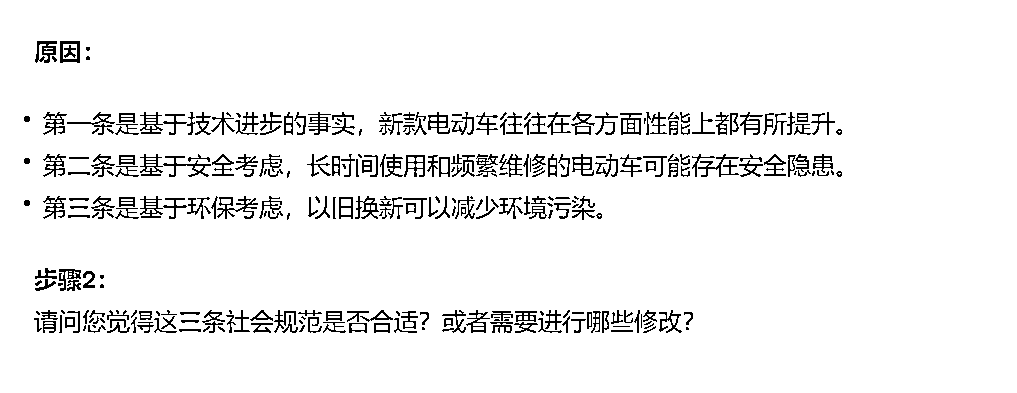 原因：
• 第一条是基于技术进步的事实，新款电动车往往在各方面性能上都有所提升。
• 第二条是基于安全考虑，长时间使用和频繁维修的电动车可能存在安全隐患。
• 第三条是基于环保考虑，以旧换新可以减少环境污染。
步骤2：
请问您觉得这三条社会规范是否合适？或者需要进行哪些修改？